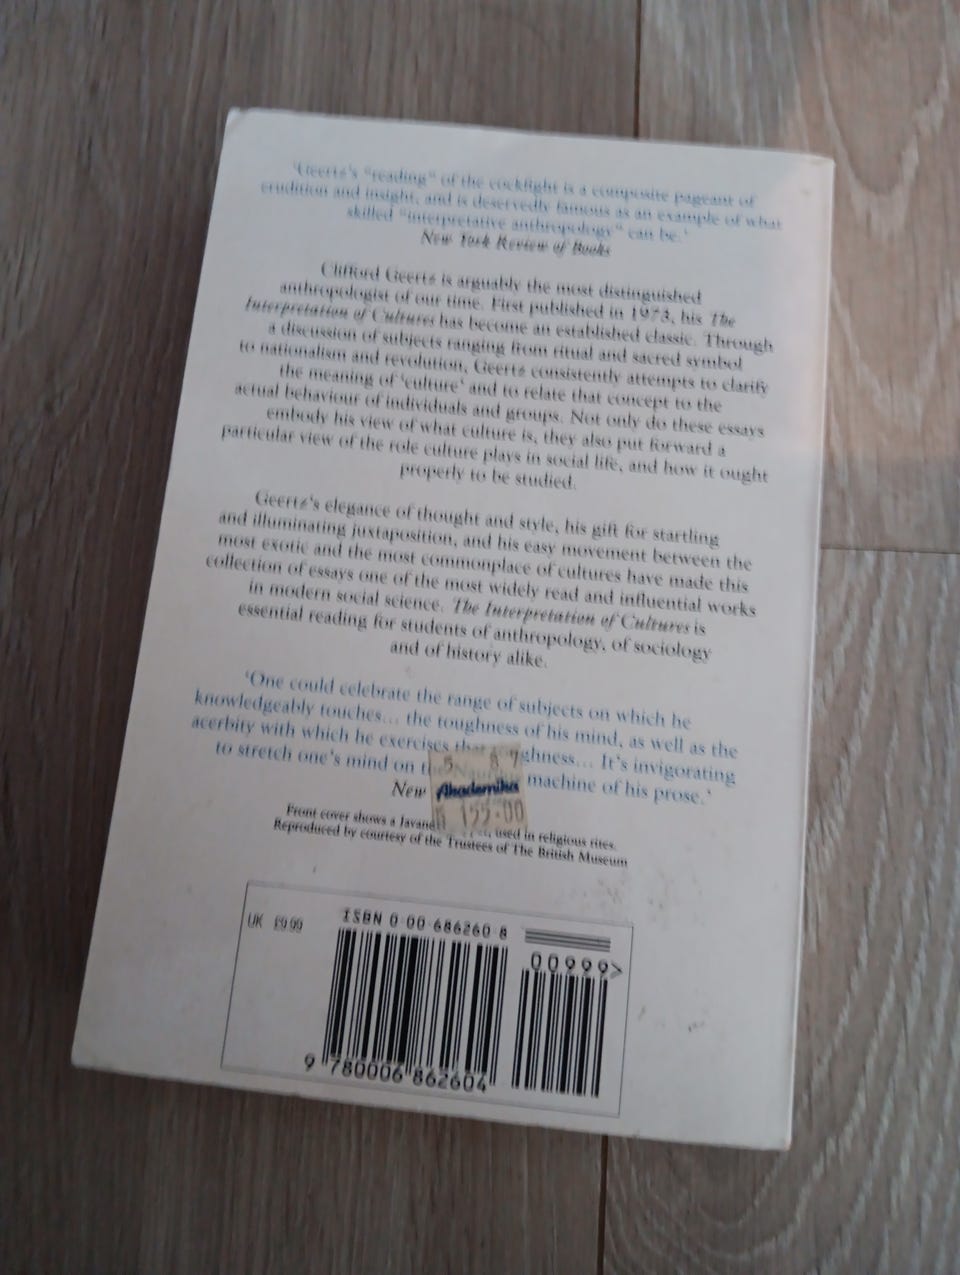 ‘Geertz's “reading” of the cockfight is a composite pageant of
erudition and insight, and is deservedly famous as an example of what
skilled “interpretative anthropology” can be.’
New York Review of Books
Clifford Geertz is arguably the most distinguished
anthropologist of our time. First published in 1973, his The
Interpretation of Cultures has become an established classic. Through
a discussion of subjects ranging from ritual and sacred symbol
to nationalism and revolution, Geertz consistently attempts to clarify
the meaning of ‘culture’ and to relate that concept to the
actual behaviour of individuals and groups. Not only do these essays
embody his view of what culture is, they also put forward a
particular view of the role culture plays in social life, and how it ought
properly to be studied.
Geertz's elegance of thought and style, his gift for startling
and illuminating juxtaposition, and his easy movement between the
most exotic and the most commonplace of cultures have made this
collection of essays one of the most widely read and influential works
in modern social science. The Interpretation of Cultures is
essential reading for students of anthropology, of sociology
and of history alike.
‘One could celebrate the range of subjects on which he
knowledgeably touches... the toughness of his mind, as well as the
acerbity with which he exercises that ghness... It's invigorating
to stretch one's mind on machine of his prose.’
New
5 87
Akademika
155.00
Front cover shows a Javan used in religious rites.
Reproduced by courtesy of the Trustees of The British Museum
UK £9.99
ISBN 0-00-686260-8
00999>
9 780006 862604